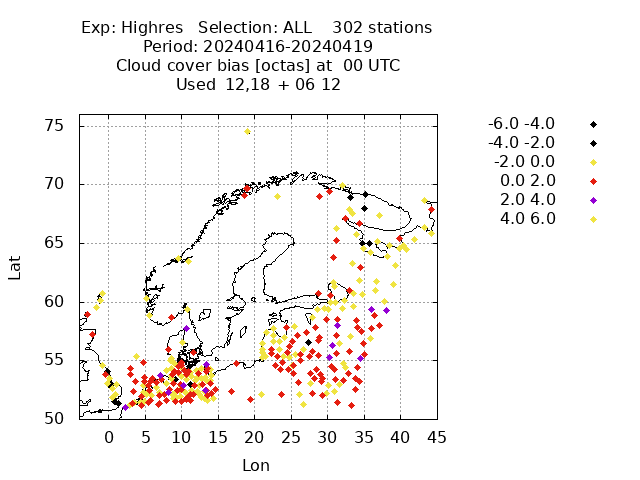 Exp: Highres Selection: ALL 302 stations
Period: 20240416-20240419
Cloud cover bias [octas] at 00 UTC
Used 12,18 + 06 12
75
70
65
60
55
50
Lat
0 5 10 15 20 25 30 35 40 45
Lon
-6.0 -4.0
-4.0 -2.0
-2.0 0.0
0.0 2.0
2.0 4.0
4.0 6.0